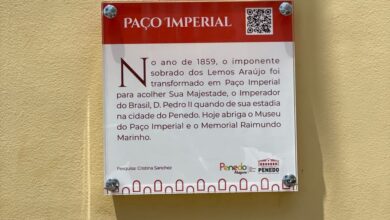 PAÇO IMPERIAL
No ano de 1859, o imponente
sobrado dos Lemos Araújo foi
transformado em Paço Imperial
para acolher Sua Majestade, o Imperador
do Brasil, D. Pedro II quando de sua estadia
na cidade do Penedo. Hoje abriga o Museu
do Paço Imperial e o Memorial Raimundo
Marinho.
Pesquisa: Cristina Sanchez
Penedo
Alagoas
PENEDO